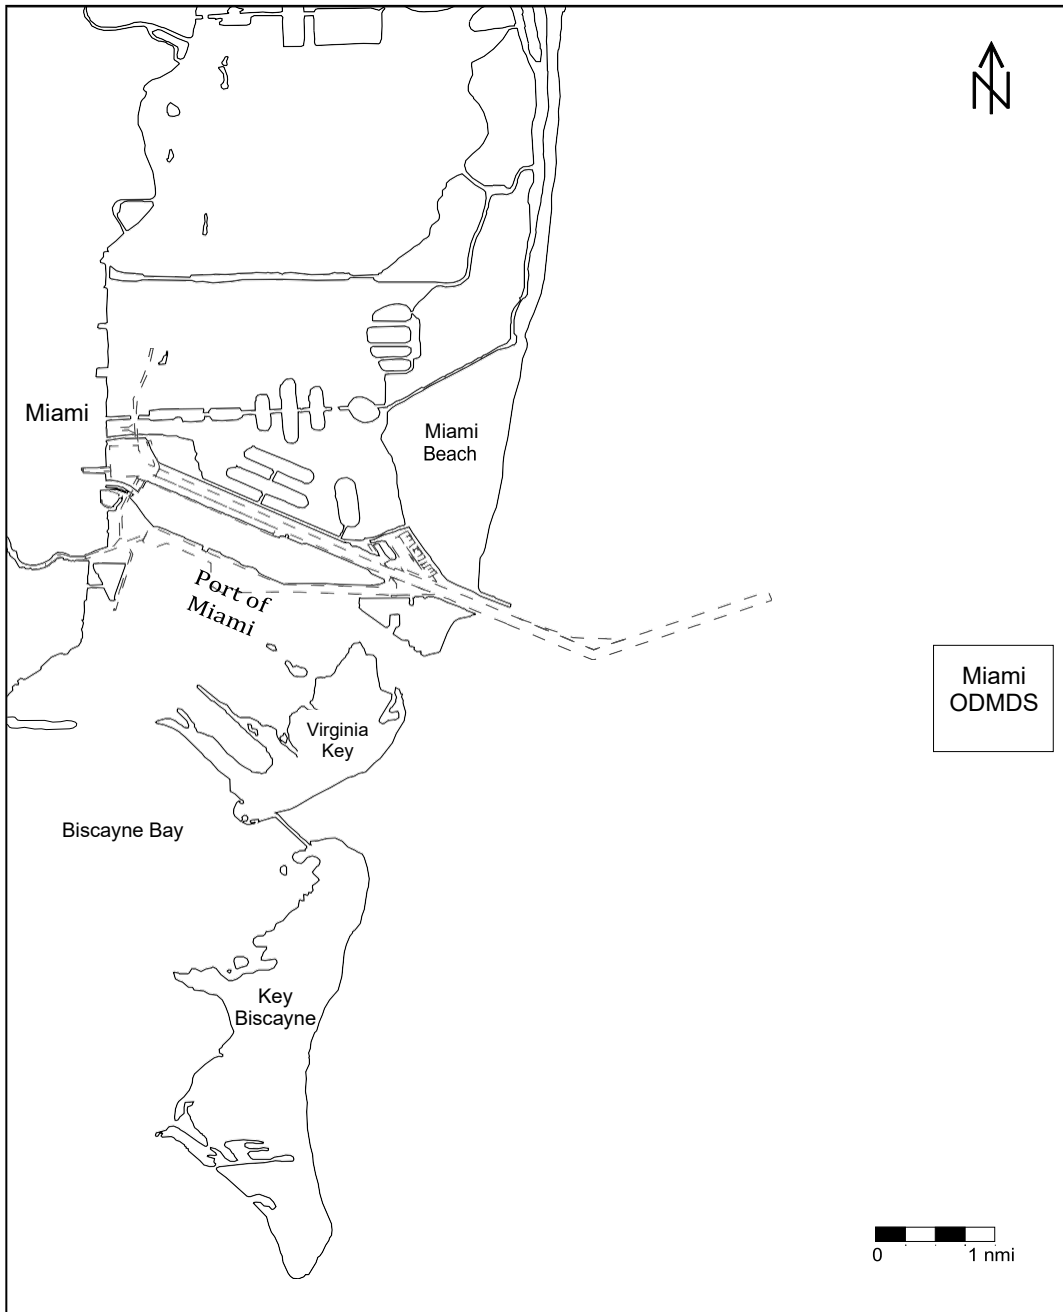 N
Miami
Miami
Beach
Port of
Miami
Miami
ODMDS
Virginia
Key
Biscayne Bay
Key
Biscayne
0 1 nmi